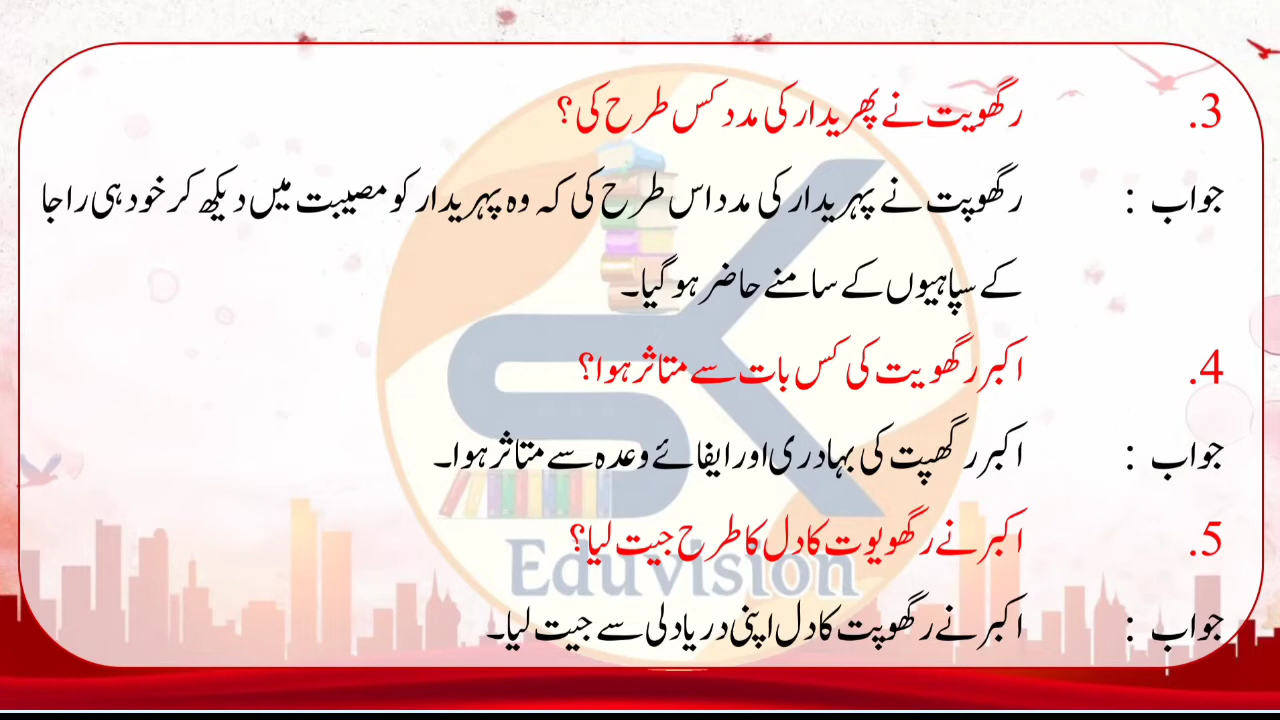 3. رگھویت نے پھریدار کی مدد کس طرح کی؟
جواب : رگھوپت نے پہریدار کی مدد اس طرح کی کہ وہ پہریدار کو مصیبت میں دیکھ کر خود ہی راجا
کے سپاہیوں کے سامنے حاضر ہو گیا۔
4. اکبر رگھویت کی کس بات سے متاثر ہوا؟
جواب : اکبر رگھپت کی بہادری اور ایفائے وعدہ سے متاثر ہوا۔
5. اکبر نے رگھویوت کا دل کا طرح جیت لیا؟
جواب : اکبر نے رگھوپت کا دل اپنی دریا دلی سے جیت لیا۔
SK
Eduvision